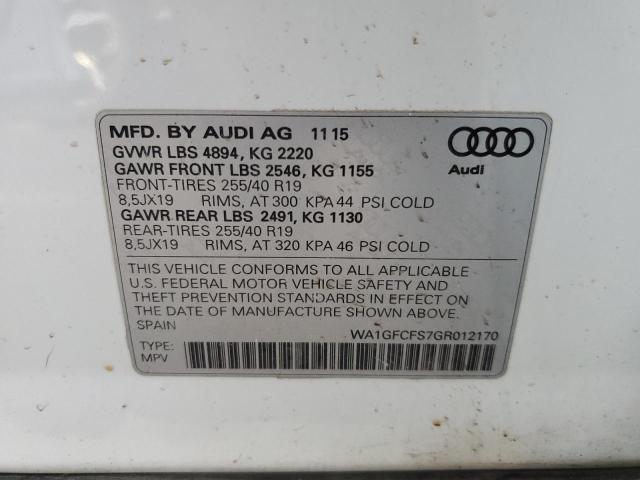 MFD. BY AUDI AG 11 15
GVWR LBS 4894, KG 2220
GAWR FRONT LBS 2546, KG 1155
FRONT-TIRES 255/40 R19
8,5JX19 RIMS, AT 300 KPA 44 PSI COLD
GAWR REAR LBS 2491, KG 1130
REAR-TIRES 255/40 R19
8,5JX19 RIMS, AT 320 KPA 46 PSI COLD
Audi
THIS VEHICLE CONFORMS TO ALL APPLICABLE
U.S. FEDERAL MOTOR VEHICLE SAFETY AND
THEFT PREVENTION STANDARDS IN EFFECT ON
THE DATE OF MANUFACTURE SHOWN ABOVE.
SPAIN
WA1GFCFS7GR012170
TYPE:
MPV